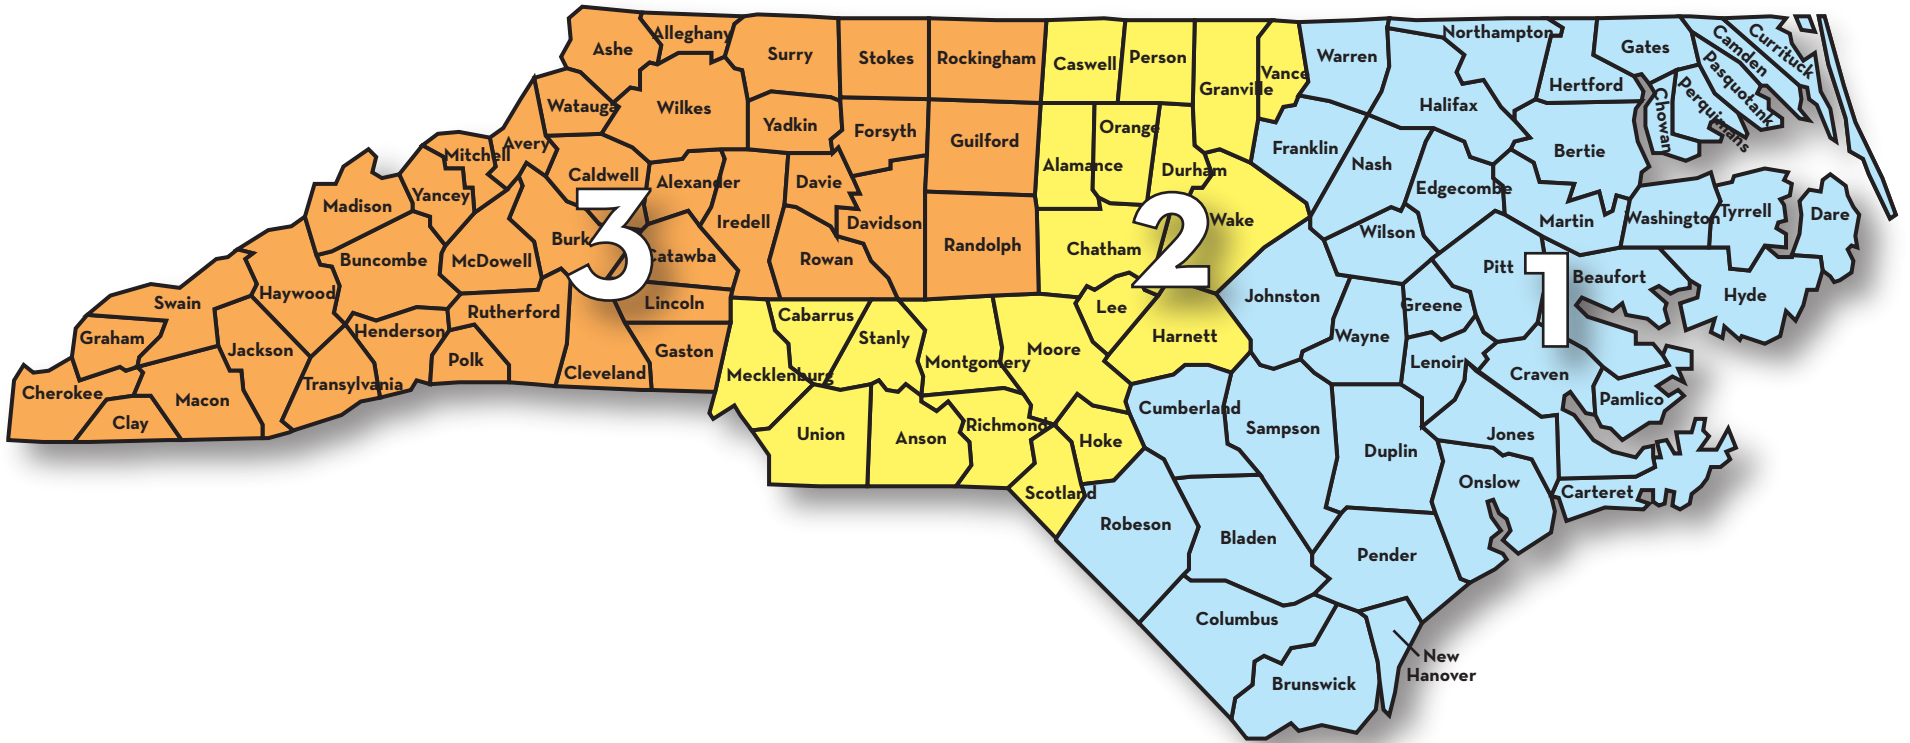 Ashe
Alleghany
Surry
Stokes
Rockingham
Caswell
Person
Granville
Vance
Warren
Northampton
Gates
Camden
Currituck
Pasquotank
Perquimans
Chowan
Hertford
Halifax
Watauga
Wilkes
Yadkin
Forsyth
Guilford
Alamance
Orange
Durham
Franklin
Nash
Edgecombe
Bertie
Mitchell
Avery
Caldwell
Alexander
Iredell
Davie
Davidson
Randolph
Chatham
Wake
Wilson
Martin
Washington
Tyrrell
Dare
Madison
Yancey
Buncombe
McDowell
Burk
3
Catawba
Rowan
2
Lee
Johnston
Greene
Pitt
1
Beaufort
Hyde
Swain
Haywood
Rutherford
Lincoln
Cabarrus
Stanly
Montgomery
Moore
Harnett
Wayne
Lenoir
Craven
Pamlico
Graham
Jackson
Henderson
Polk
Cleveland
Gaston
Mecklenburg
Cherokee
Clay
Macon
Transylvania
Union
Anson
Richmond
Hoke
Scotland
Cumberland
Sampson
Duplin
Jones
Onslow
Carteret
Robeson
Bladen
Pender
Columbus
Brunswick
New
Hanover